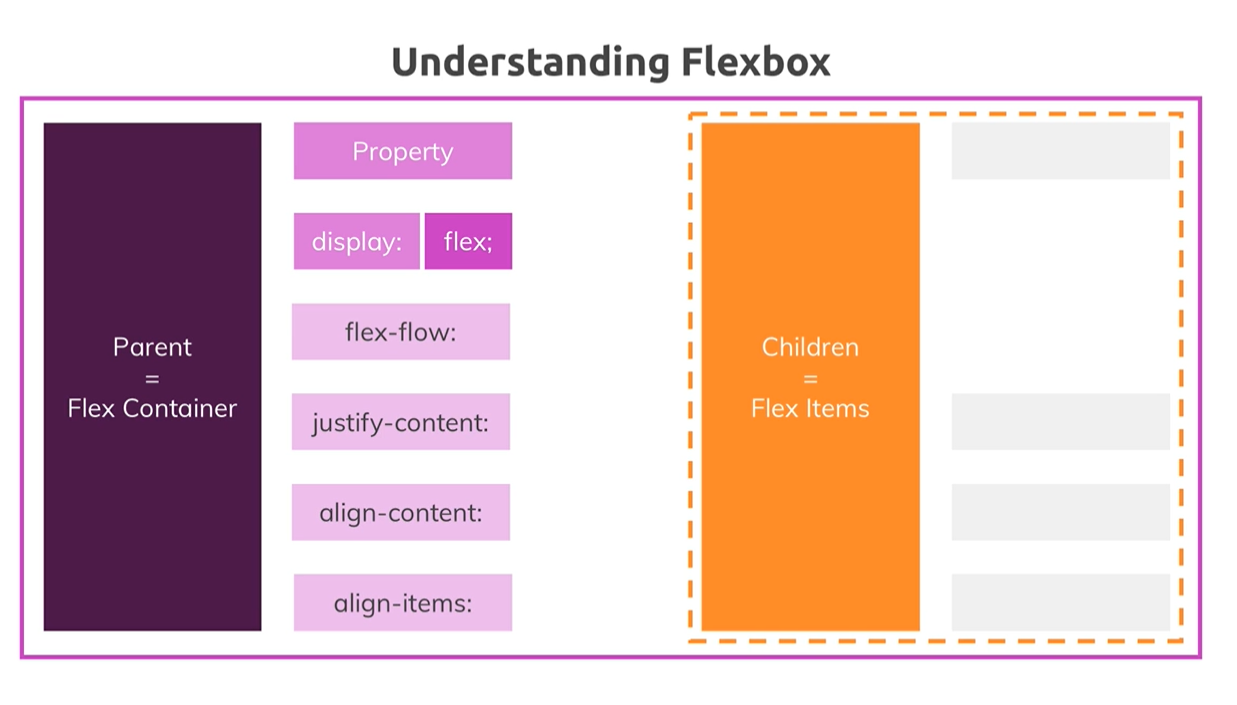 Understanding Flexbox
Parent
=
Flex Container
Property
display: flex;
flex-flow:
justify-content:
align-content:
align-items:
Children
=
Flex Items